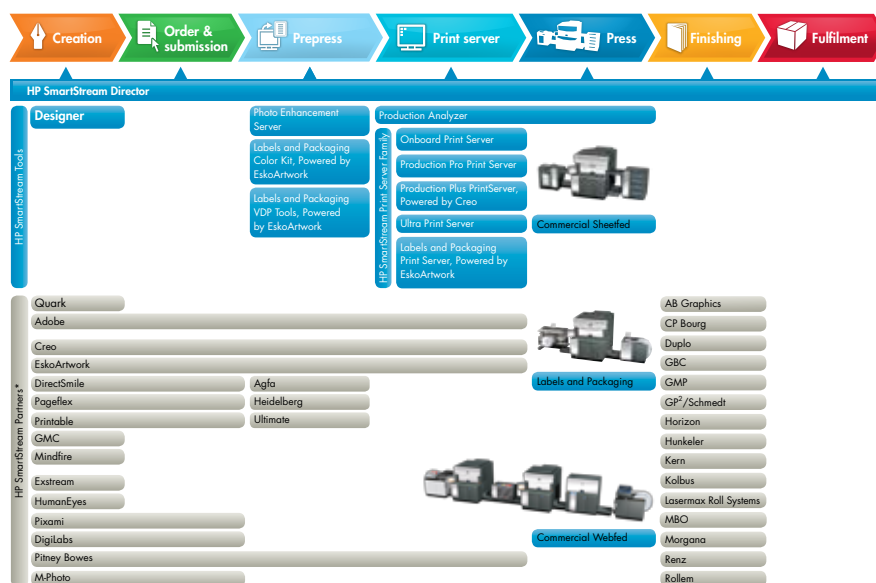 Creation
Order &
submission
Prepress
Print server
Press
Finishing
Fulfilment
HP SmartStream Director
HP SmartStream Tools
Designer
Photo Enhancement
Server
Labels and Packaging
Color Kit, Powered by
EskoArtwork
Labels and Packaging
VDP Tools, Powered
by EskoArtwork
Production Analyzer
HP SmartStream Print Server Family
Onboard Print Server
Production Pro Print Server
Production Plus PrintServer,
Powered by Creo
Ultra Print Server
Labels and Packaging
Print Server, Powered by
EskoArtwork
Commercial Sheetfed
HP SmartStream Partners*
Quark
Adobe
Creo
EskoArtwork
DirectSmile
Pageflex
Printable
GMC
Mindfire
Exstream
HumanEyes
Pixami
DigiLabs
Pitney Bowes
M-Photo
Agfa
Heidelberg
Ultimate
Labels and Packaging
Commercial Webfed
AB Graphics
CP Bourg
Duplo
GBC
GMP
GP²/Schmedt
Horizon
Hunkeler
Kern
Kolbus
Lasermax Roll Systems
MBO
Morgana
Renz
Rollem